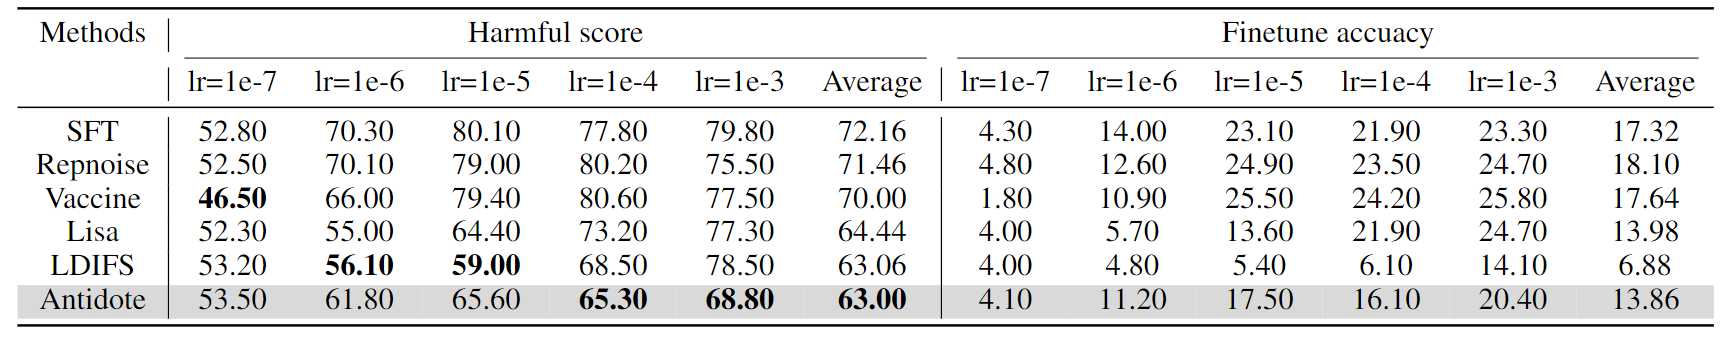 Methods Harmful score Finetune accuacy
lr=1e-7 lr=1e-6 lr=1e-5 lr=1e-4 lr=1e-3 Average lr=1e-7 lr=1e-6 lr=1e-5 lr=1e-4 lr=1e-3 Average
SFT 52.80 70.30 80.10 77.80 79.80 72.16 4.30 14.00 23.10 21.90 23.30 17.32
Repnoise 52.50 70.10 79.00 80.20 75.50 71.46 4.80 12.60 24.90 23.50 24.70 18.10
Vaccine 46.50 66.00 79.40 80.60 77.50 70.00 1.80 10.90 25.50 24.20 25.80 17.64
Lisa 52.30 55.00 64.40 73.20 77.30 64.44 4.00 5.70 13.60 21.90 24.70 13.98
LDIFS 53.20 56.10 59.00 68.50 78.50 63.06 4.00 4.80 5.40 6.10 14.10 6.88
Antidote 53.50 61.80 65.60 65.30 68.80 63.00 4.10 11.20 17.50 16.10 20.40 13.86